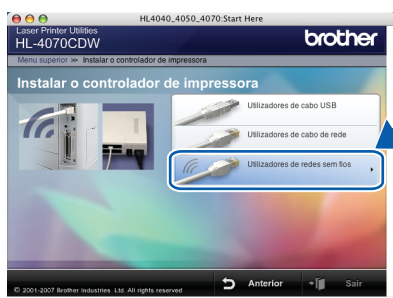 HL4040_4050_4070:Start Here
Laser Printer Utilities
HL-4070CDW
brother
Menu superior ≫ Instalar o controlador de impressora
Instalar o controlador de impressora
Utilizadores de cabo USB
Utilizadores de cabo de rede
Utilizadores de redes sem fios
© 2001-2007 Brother Industries Ltd All rights reserved
Anterior
Sair